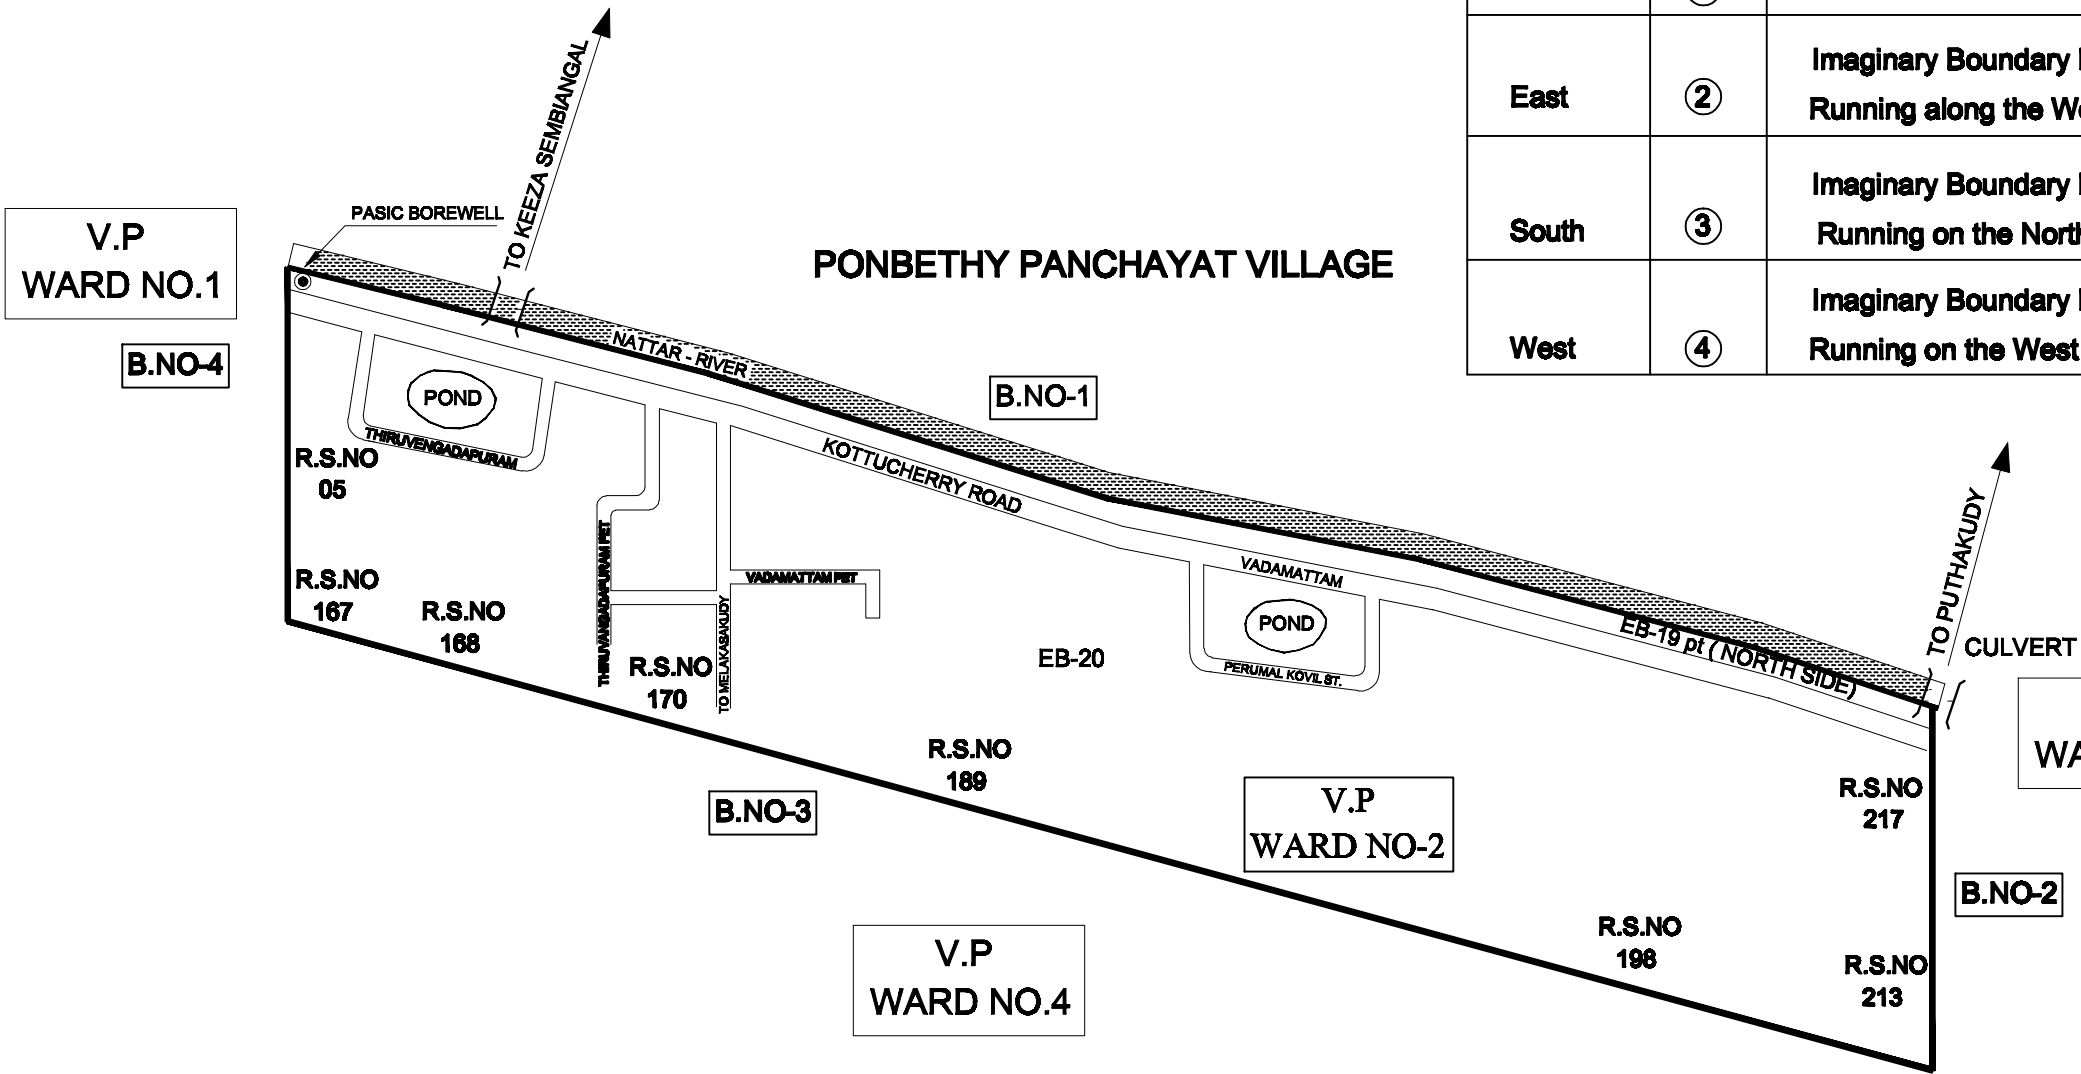 East
2
Imaginary Boundary
Running along the
South
3
Imaginary Boundary
Running on the
West
4
Imaginary Boundary
Running on the West
TO KEEZA SEMBIANGAL
PASIC BOREWELL
V.P
WARD NO.1
PONBETHY PANCHAYAT VILLAGE
B.NO-4
NATTAR - RIVER
B.NO-1
POND
THIRUVENGADAPURAM
KOTTUCHERRY ROAD
R.S.NO
05
TO PUTHAKUDY
THIRUVANGADAPURAM PET
VADAMATTAM
VADAMATTAM PET
R.S.NO
167
R.S.NO
168
TO MELAKASAKUDY
POND
PERUMAL KOVIL ST.
EB-19 pt ( NORTH SIDE)
CULVERT
EB-20
R.S.NO
170
R.S.NO
189
B.NO-3
V.P
WARD NO-2
R.S.NO
217
B.NO-2
R.S.NO
198
R.S.NO
213
V.P
WARD NO.4